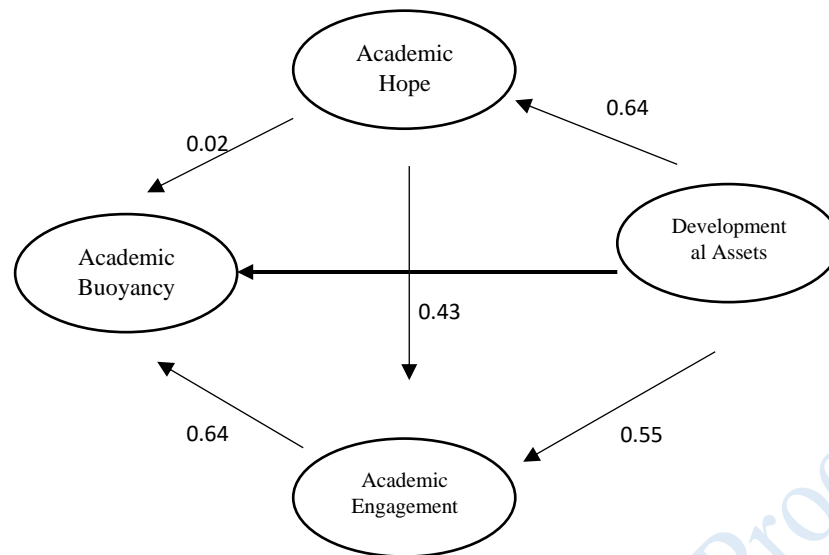 Academic
Hope
0.64
0.02
Development
al Assets
Academic
Buoyancy
0.43
0.64
0.55
Academic
Engagement
Proo